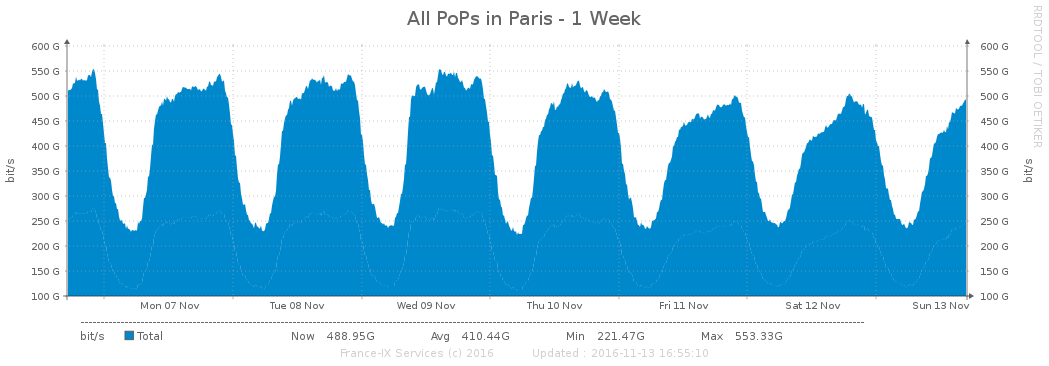 All PoPs in Paris - 1 Week
RRDTOOL / TOBI OETIKER
600 G 600 G
550 G 550 G
500 G 500 G
450 G 450 G
400 G 400 G
350 G 350 G
300 G 300 G
250 G 250 G
200 G 200 G
150 G 150 G
100 G 100 G
bit/s
bit/s
Mon 07 Nov Tue 08 Nov Wed 09 Nov Thu 10 Nov Fri 11 Nov Sat 12 Nov Sun 13 Nov
bit/s Total Now 488.95G Avg 410.44G Min 221.47G Max 553.33G
France-IX Services (c) 2016 Updated : 2016-11-13 16:55:10